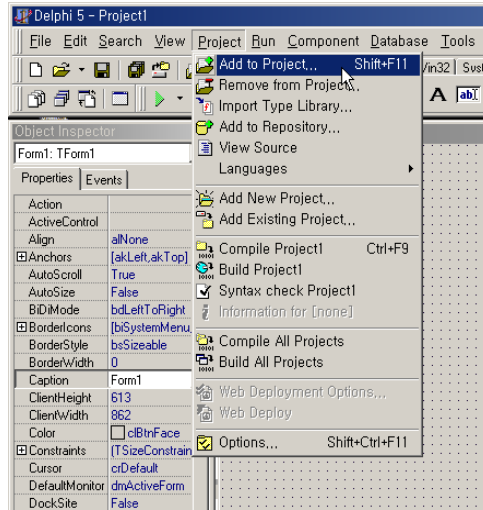 Delphi 5 - Project1
File Edit Search View Project Run Component Database Tools
Add to Project... Shift+F11
Remove from Project...
Import Type Library...
Add to Repository...
View Source
Languages
Add New Project...
Add Existing Project...
Compile Project1 Ctrl+F9
Build Project1
Syntax check Project1
Information for [none]
Compile All Projects
Build All Projects
Web Deployment Options...
Web Deploy
Options... Shift+Ctrl+F11
in32
A
Object Inspector
Form1: TForm1
Properties Events
Action
ActiveControl
Align alNone
Anchors [akLeft,akTop]
AutoScroll True
AutoSize False
BiDiMode bdLeftToRight
BorderIcons [biSystemMenu,
BorderStyle bsSizeable
BorderWidth 0
Caption Form1
ClientHeight 613
ClientWidth 862
Color clBtnFace
Constraints (TSizeConstrain
Cursor crDefault
DefaultMonitor dmActiveForm
DockSite False